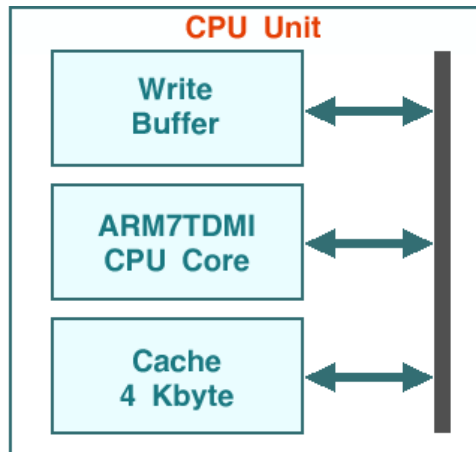 CPU Unit
Write
Buffer
ARM7TDMI
CPU Core
Cache
4 Kbyte